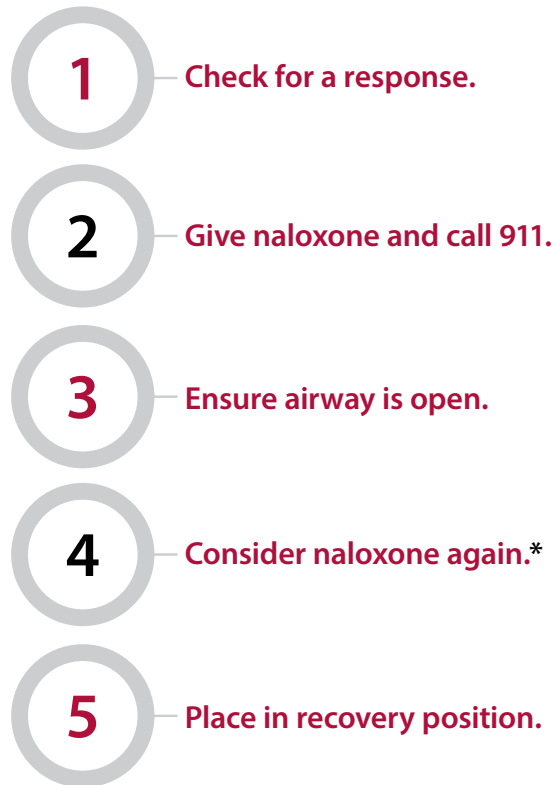 1 Check for a response.
2 Give naloxone and call 911.
3 Ensure airway is open.
4 Consider naloxone again.*
5 Place in recovery position.